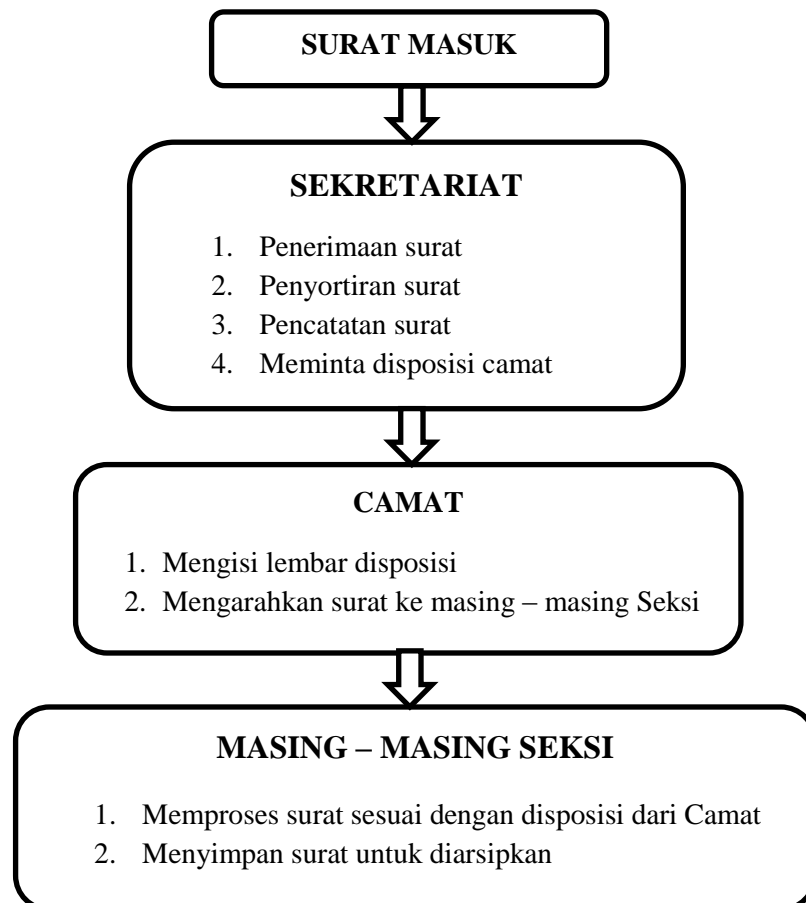 SURAT MASUK
SEKRETARIAT
1. Penerimaan surat
2. Penyortiran surat
3. Pencatatan surat
4. Meminta disposisi camat
CAMAT
1. Mengisi lembar disposisi
2. Mengarahkan surat ke masing – masing Seksi
MASING – MASING SEKSI
1. Memproses surat sesuai dengan disposisi dari Camat
2. Menyimpan surat untuk diarsipkan